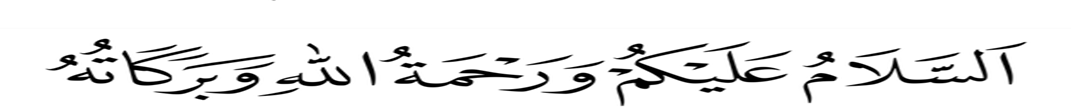 اَلسَّلَامُ عَلَيْكُمْ وَرَحْمَةُ اللهِ وَبَرَكَاتُهُ